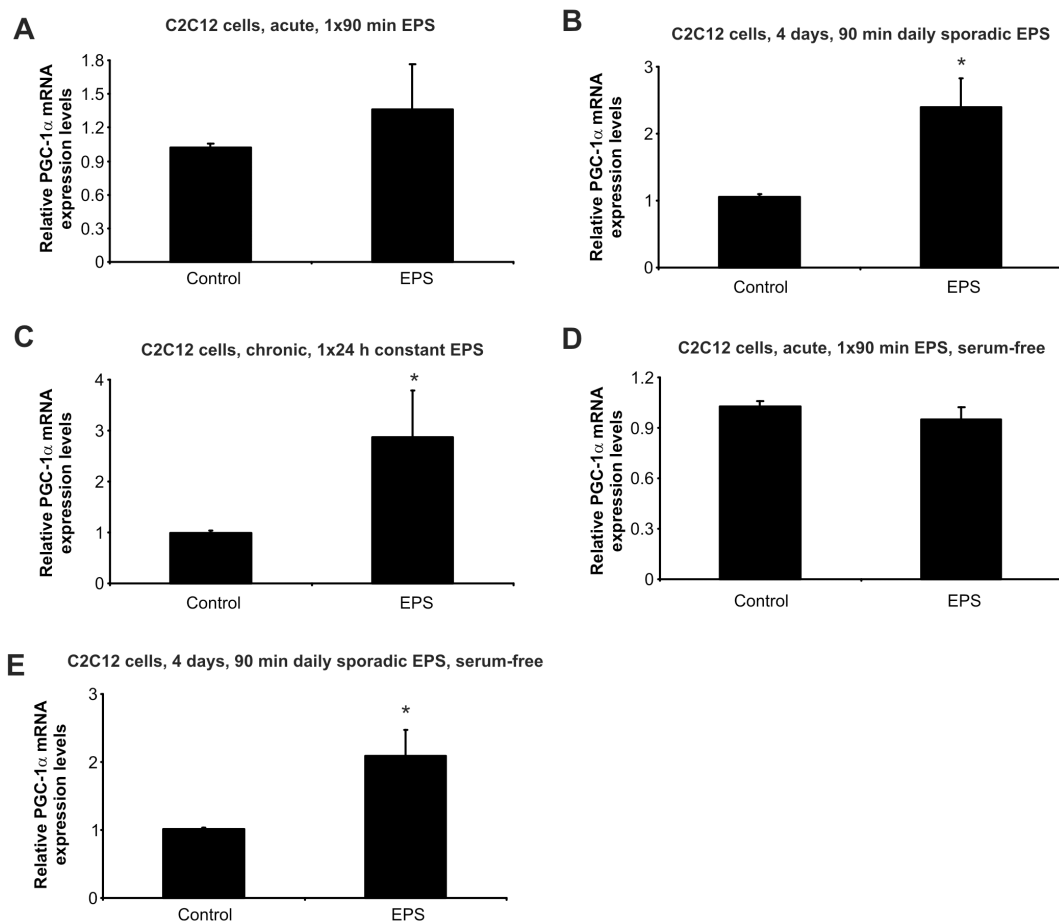 A
C2C12 cells, acute, 1x90 min EPS
Relative PGC-1α mRNA
expression levels
1.8
1.5
1.2
0.9
0.6
0.3
0
Control
EPS
B
C2C12 cells, 4 days, 90 min daily sporadic EPS
Relative PGC-1α mRNA
expression levels
3
2
1
0
*
Control
EPS
C
C2C12 cells, chronic, 1x24 h constant EPS
Relative PGC-1α mRNA
expression levels
4
3
2
1
0
*
Control
EPS
D
C2C12 cells, acute, 1x90 min EPS, serum-free
Relative PGC-1α mRNA
expression levels
1.2
0.9
0.6
0.3
0
Control
EPS
E
C2C12 cells, 4 days, 90 min daily sporadic EPS, serum-free
Relative PGC-1α mRNA
expression levels
3
2
1
0
*
Control
EPS